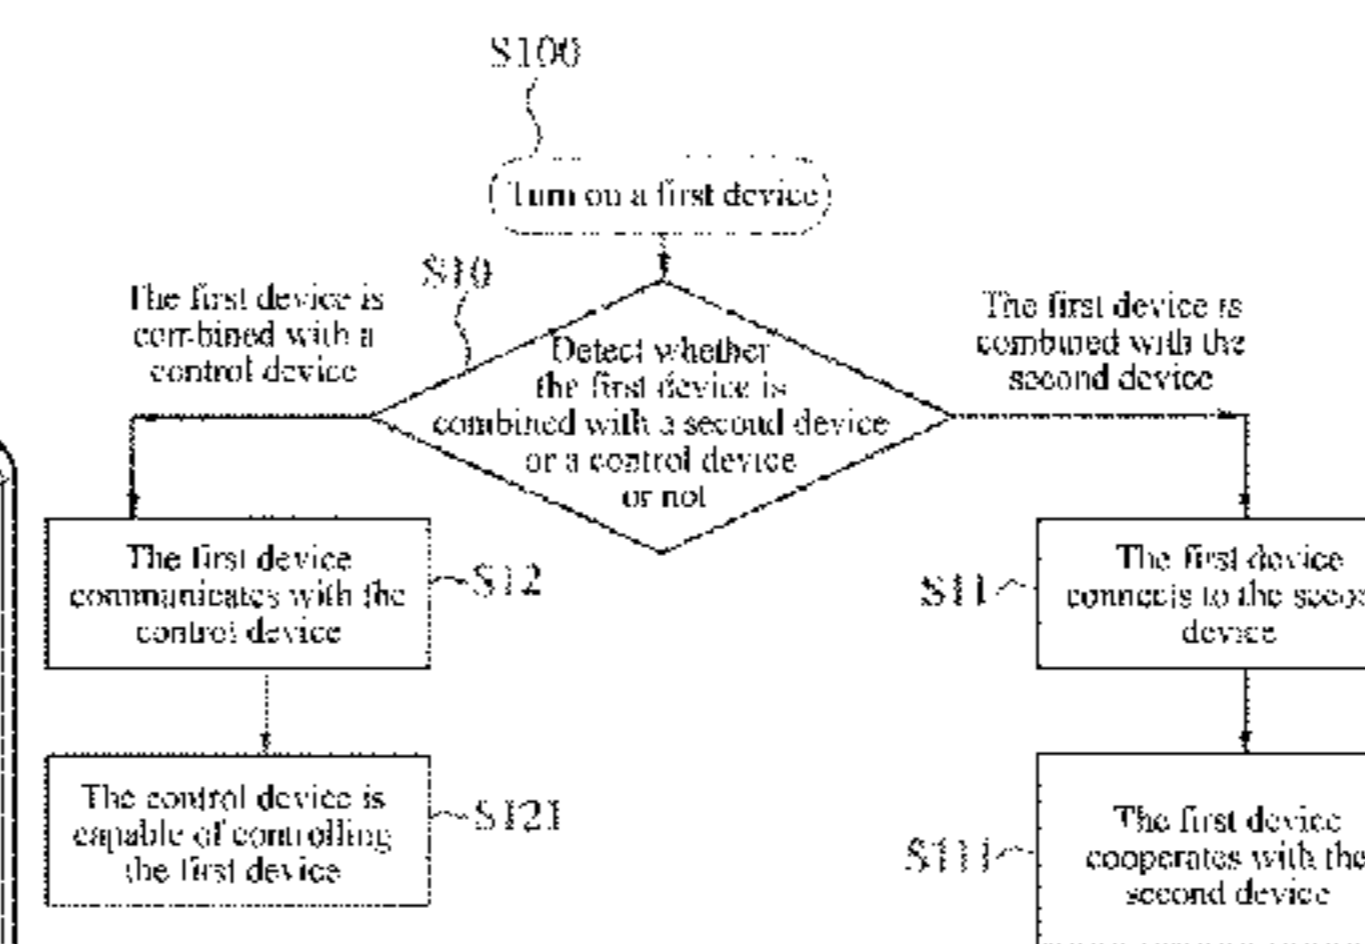 S100
Turn on a first device
S10
The first device is
combined with a
control device
Detect whether
the first device is
combined with a second device
or a control device
or not
The first device is
combined with the
second device
The first device
communicates with the
control device
S12
S11
The first device
connects to the
device
The control device is
capable of controlling
the first device
S121
S111
The first device
cooperates with the
second device